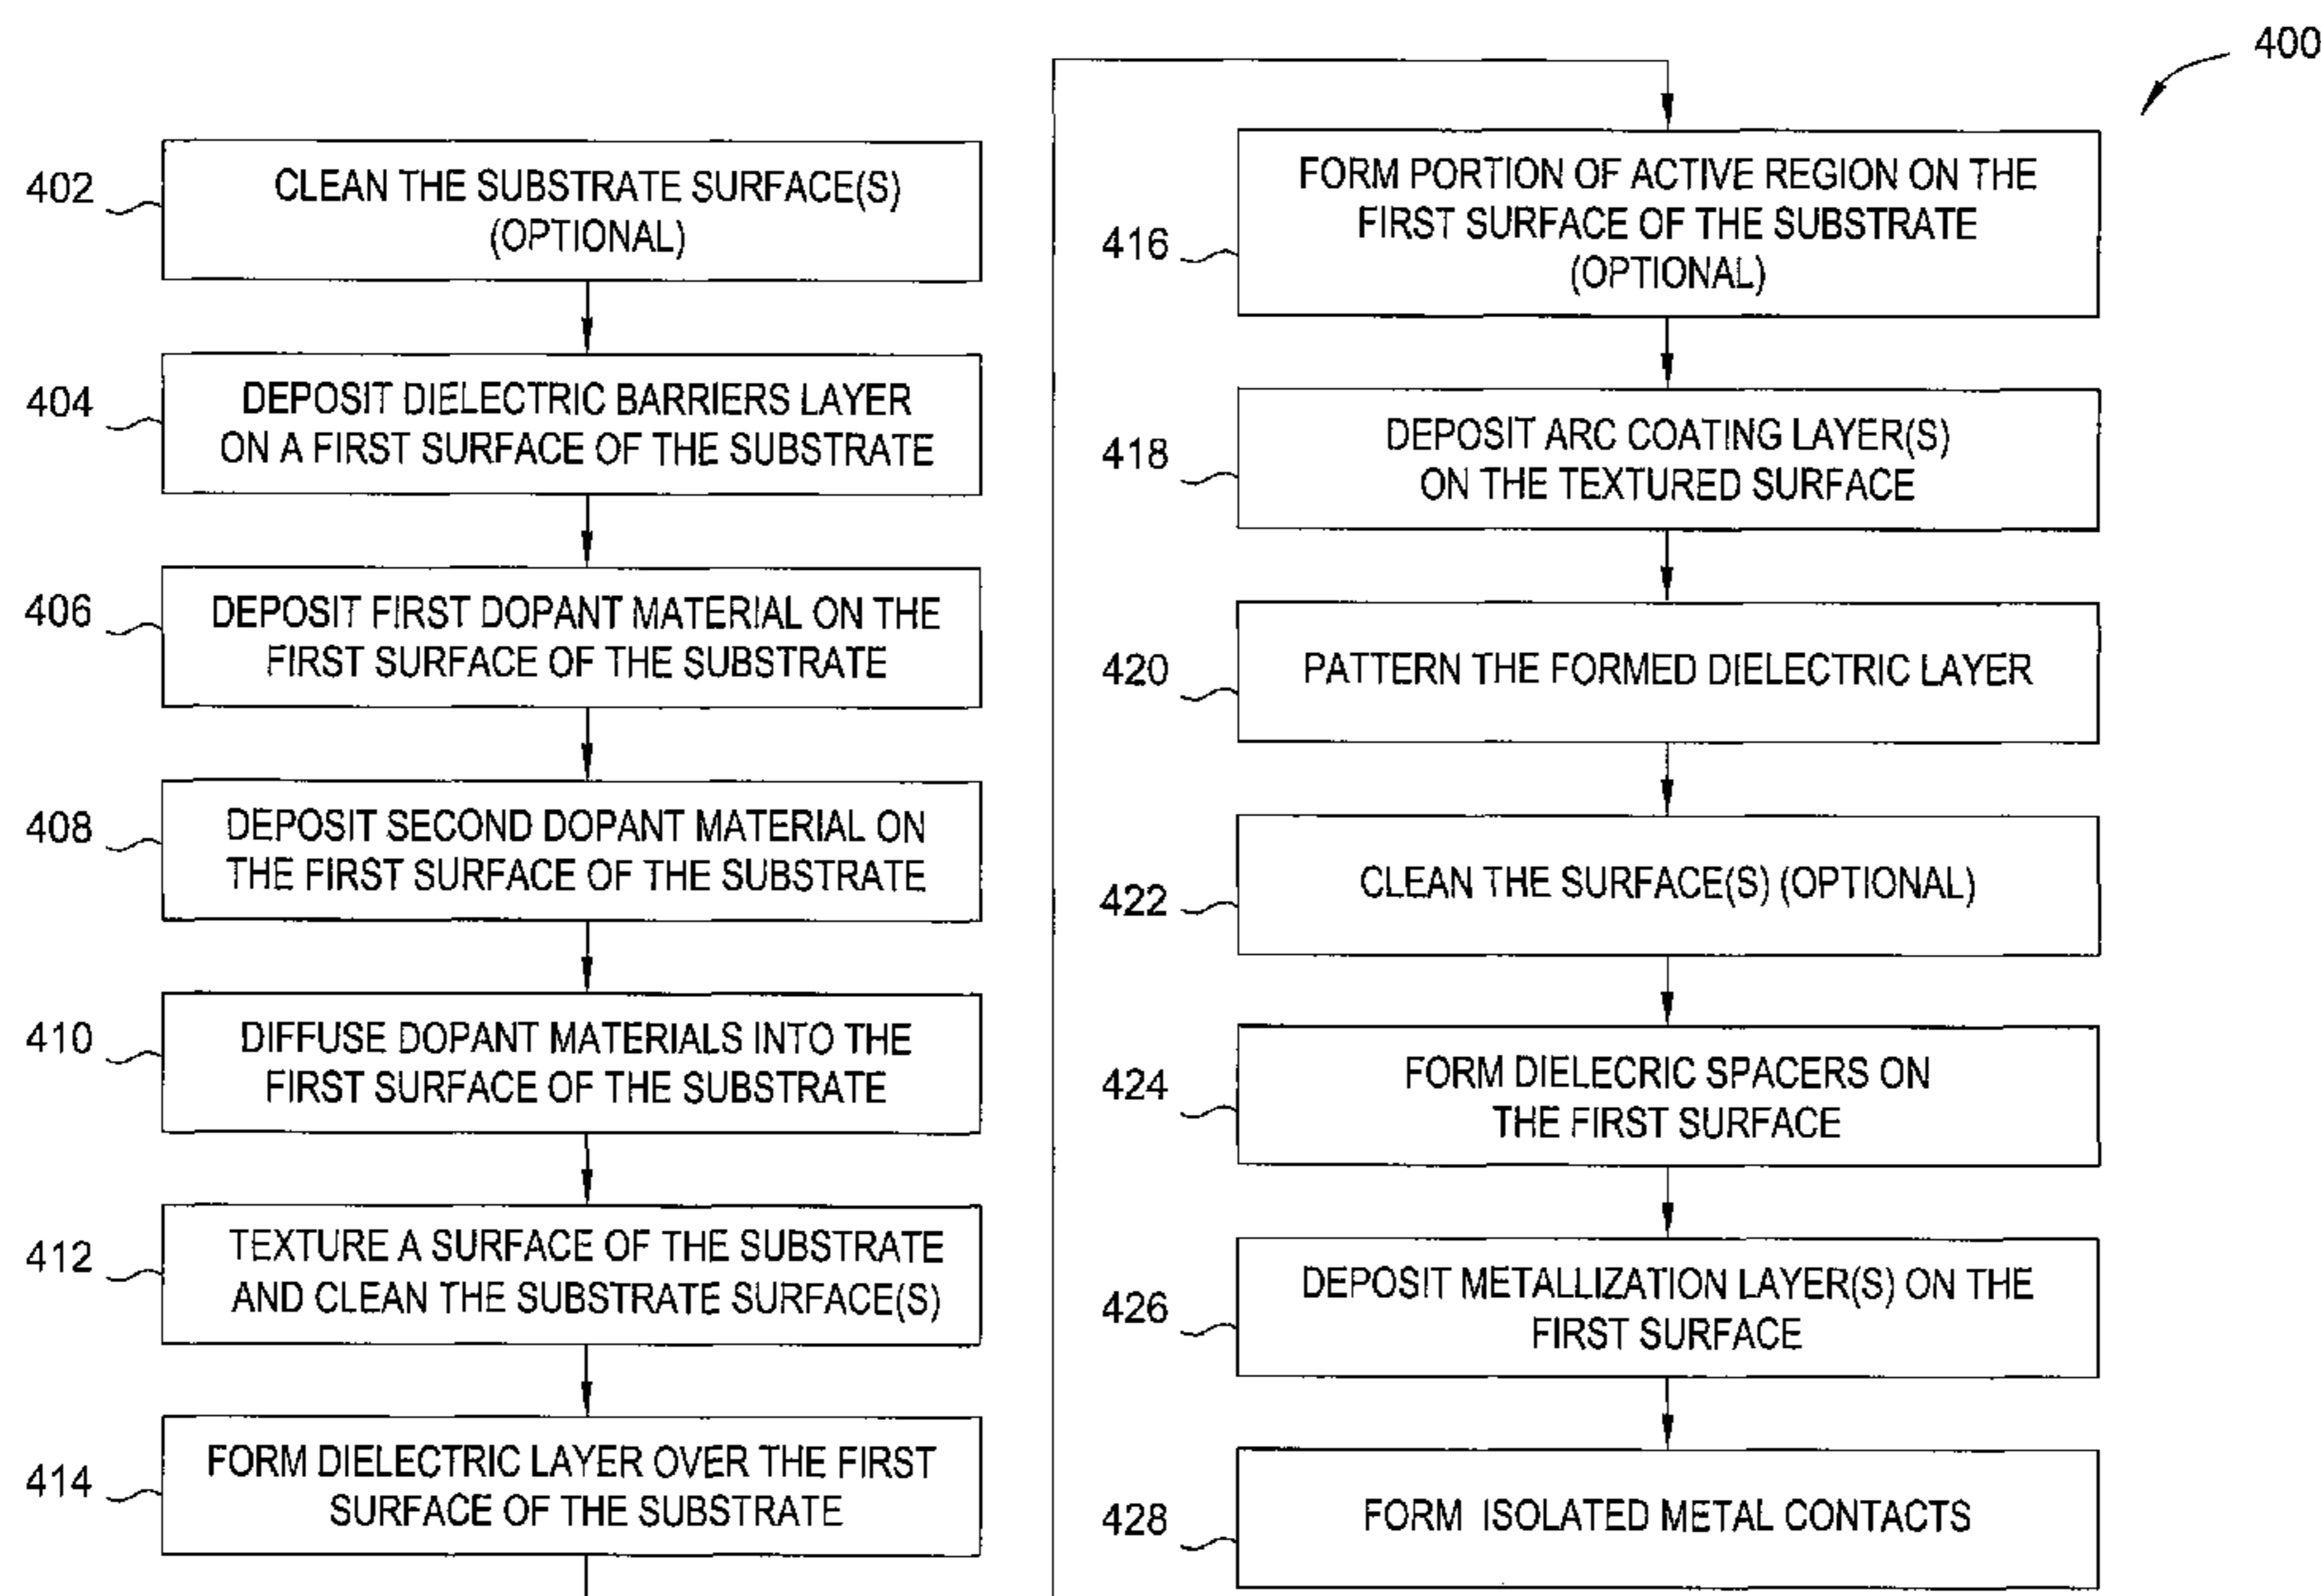 400
402
CLEAN THE SUBSTRATE SURFACE(S)
(OPTIONAL)
404
DEPOSIT DIELECTRIC BARRIERS LAYER
ON A FIRST SURFACE OF THE SUBSTRATE
406
DEPOSIT FIRST DOPANT MATERIAL ON THE
FIRST SURFACE OF THE SUBSTRATE
408
DEPOSIT SECOND DOPANT MATERIAL ON
THE FIRST SURFACE OF THE SUBSTRATE
410
DIFFUSE DOPANT MATERIALS INTO THE
FIRST SURFACE OF THE SUBSTRATE
412
TEXTURE A SURFACE OF THE SUBSTRATE
AND CLEAN THE SUBSTRATE SURFACE(S)
414
FORM DIELECTRIC LAYER OVER THE FIRST
SURFACE OF THE SUBSTRATE
416
FORM PORTION OF ACTIVE REGION ON THE
FIRST SURFACE OF THE SUBSTRATE
(OPTIONAL)
418
DEPOSIT ARC COATING LAYER(S)
ON THE TEXTURED SURFACE
420
PATTERN THE FORMED DIELECTRIC LAYER
422
CLEAN THE SURFACE(S) (OPTIONAL)
424
FORM DIELECRIC SPACERS ON
THE FIRST SURFACE
426
DEPOSIT METALLIZATION LAYER(S) ON THE
FIRST SURFACE
428
FORM ISOLATED METAL CONTACTS